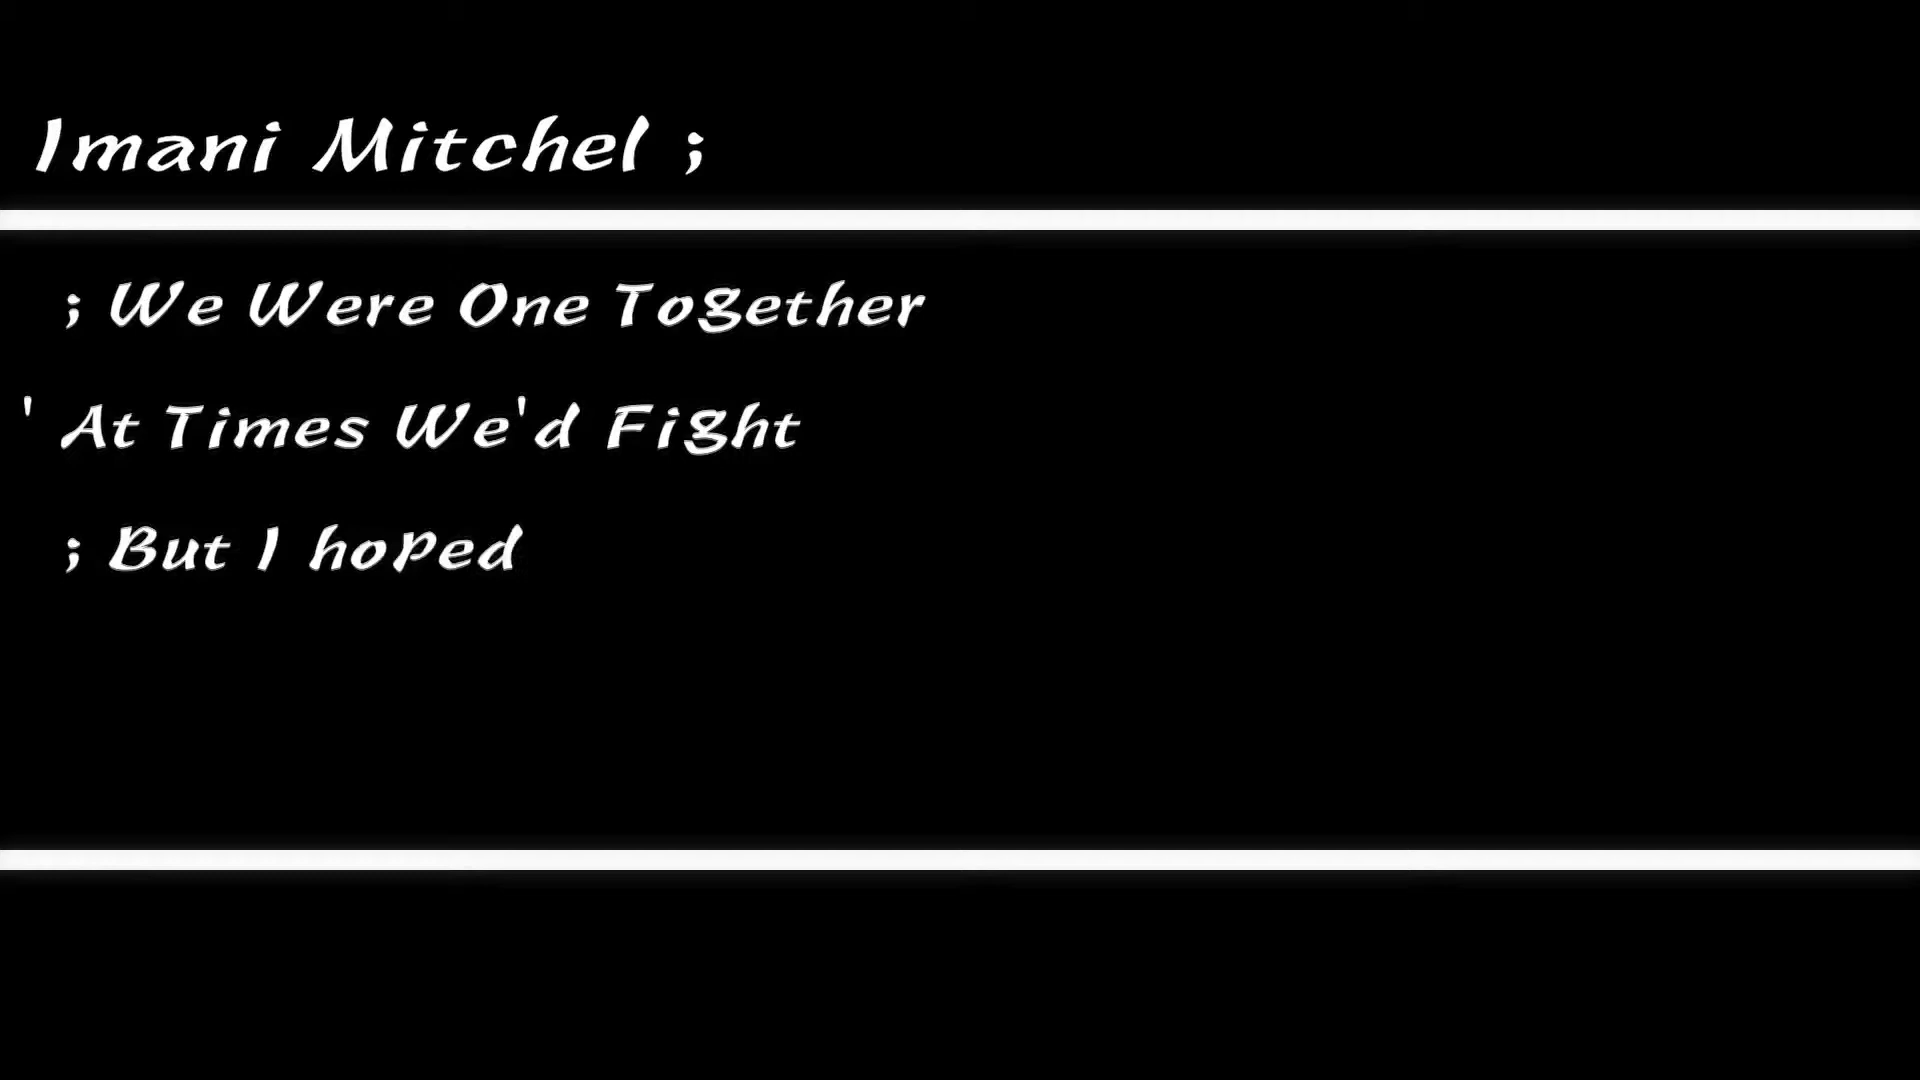 Imani Mitchel ;
; We Were One Together
' At Times We'd Fight
; But I hoped